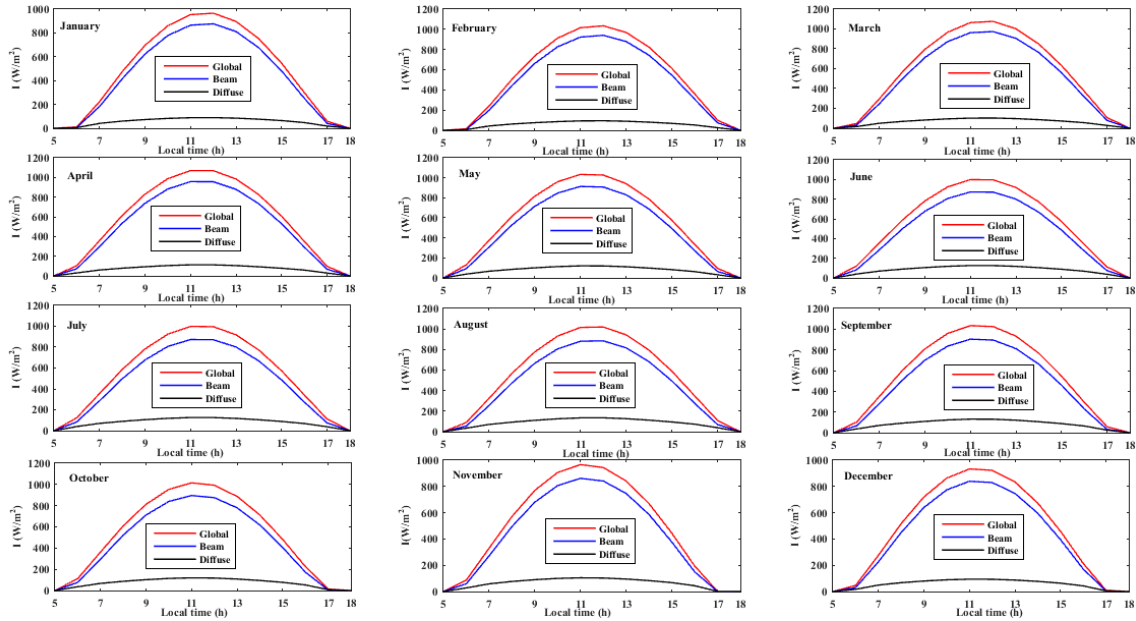 January
I (W/m²)
1000
800
600
400
200
0
Global
Beam
Diffuse
5 7 9 11 13 15 17 18
Local time (h)
February
I (W/m²)
1200
1000
800
600
400
200
0
Global
Beam
Diffuse
5 7 9 11 13 15 17 18
Local time (h)
March
I (W/m²)
1200
1000
800
600
400
200
0
Global
Beam
Diffuse
5 7 9 11 13 15 17 18
Local time (h)
April
I (W/m²)
1200
1000
800
600
400
200
0
Global
Beam
Diffuse
5 7 9 11 13 15 17 18
Local time (h)
May
I (W/m²)
1200
1000
800
600
400
200
0
Global
Beam
Diffuse
5 7 9 11 13 15 17 18
Local time (h)
June
I (W/m²)
1200
1000
800
600
400
200
0
Global
Beam
Diffuse
5 7 9 11 13 15 17 18
Local time (h)
July
I (W/m²)
1200
1000
800
600
400
200
0
Global
Beam
Diffuse
5 7 9 11 13 15 17 18
Local time (h)
August
I (W/m²)
1200
1000
800
600
400
200
0
Global
Beam
Diffuse
5 7 9 11 13 15 17 18
Local time (h)
September
I (W/m²)
1200
1000
800
600
400
200
0
Global
Beam
Diffuse
5 7 9 11 13 15 17 18
Local time (h)
October
I (W/m²)
1200
1000
800
600
400
200
0
Global
Beam
Diffuse
5 7 9 11 13 15 17 18
Local time (h)
November
I(W/m²)
1000
800
600
400
200
0
Global
Beam
Diffuse
5 7 9 11 13 15 17 18
Local time (h)
December
I (W/m²)
1000
800
600
400
200
0
Global
Beam
Diffuse
5 7 9 11 13 15 17 18
Local time (h)